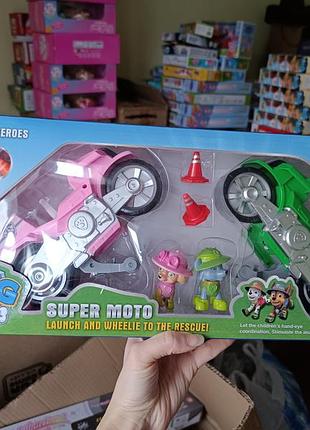 EROES
SUPER MOTO
LAUNCH AND WHEELIE TO THE RESCUE!
Let the children's hand-eye
coordination, Stimulate the